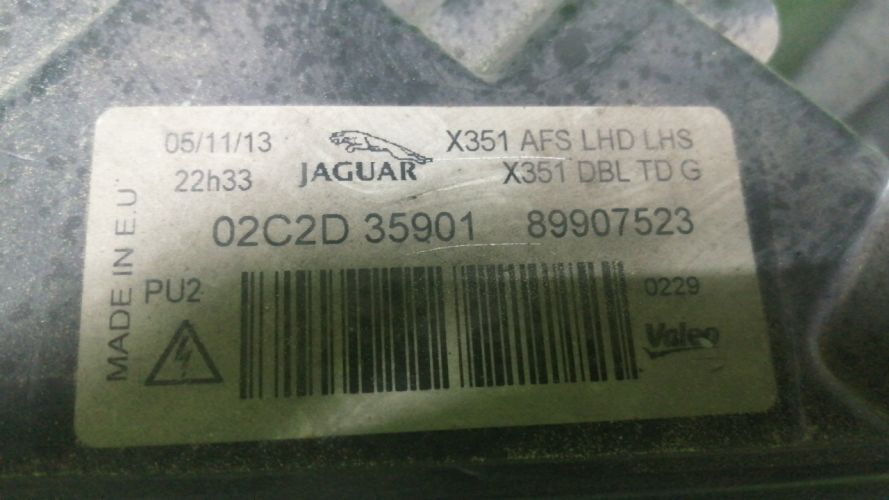 05/11/13
22h33
JAGUAR
X351 AFS LHD LHS
X351 DBL TD G
02C2D 35901 89907523
MADE IN E.U
PU2
0229
Valeo